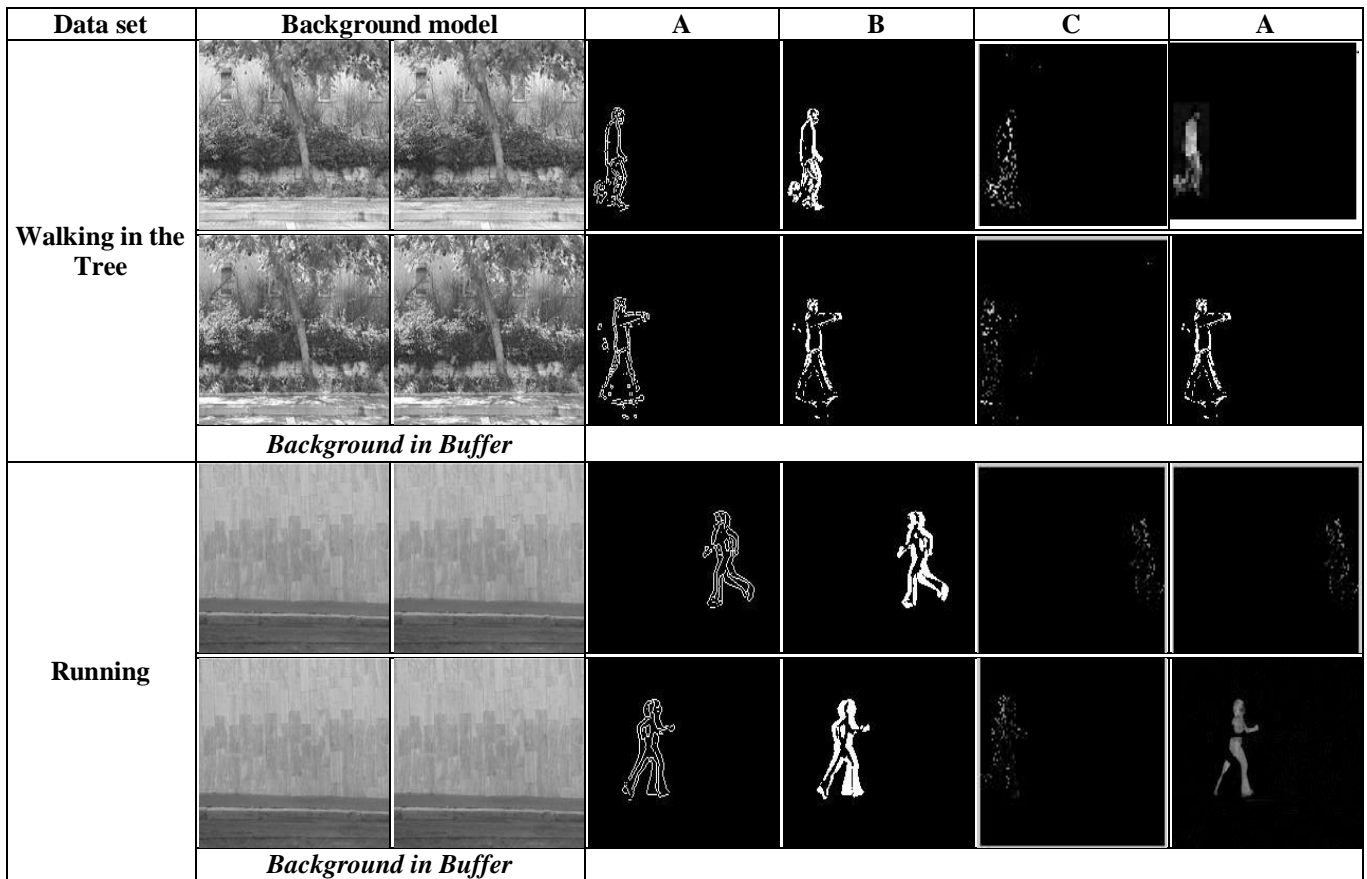 Data set Background model A B C A
Walking in the
Tree
Background in Buffer
Running
Background in Buffer